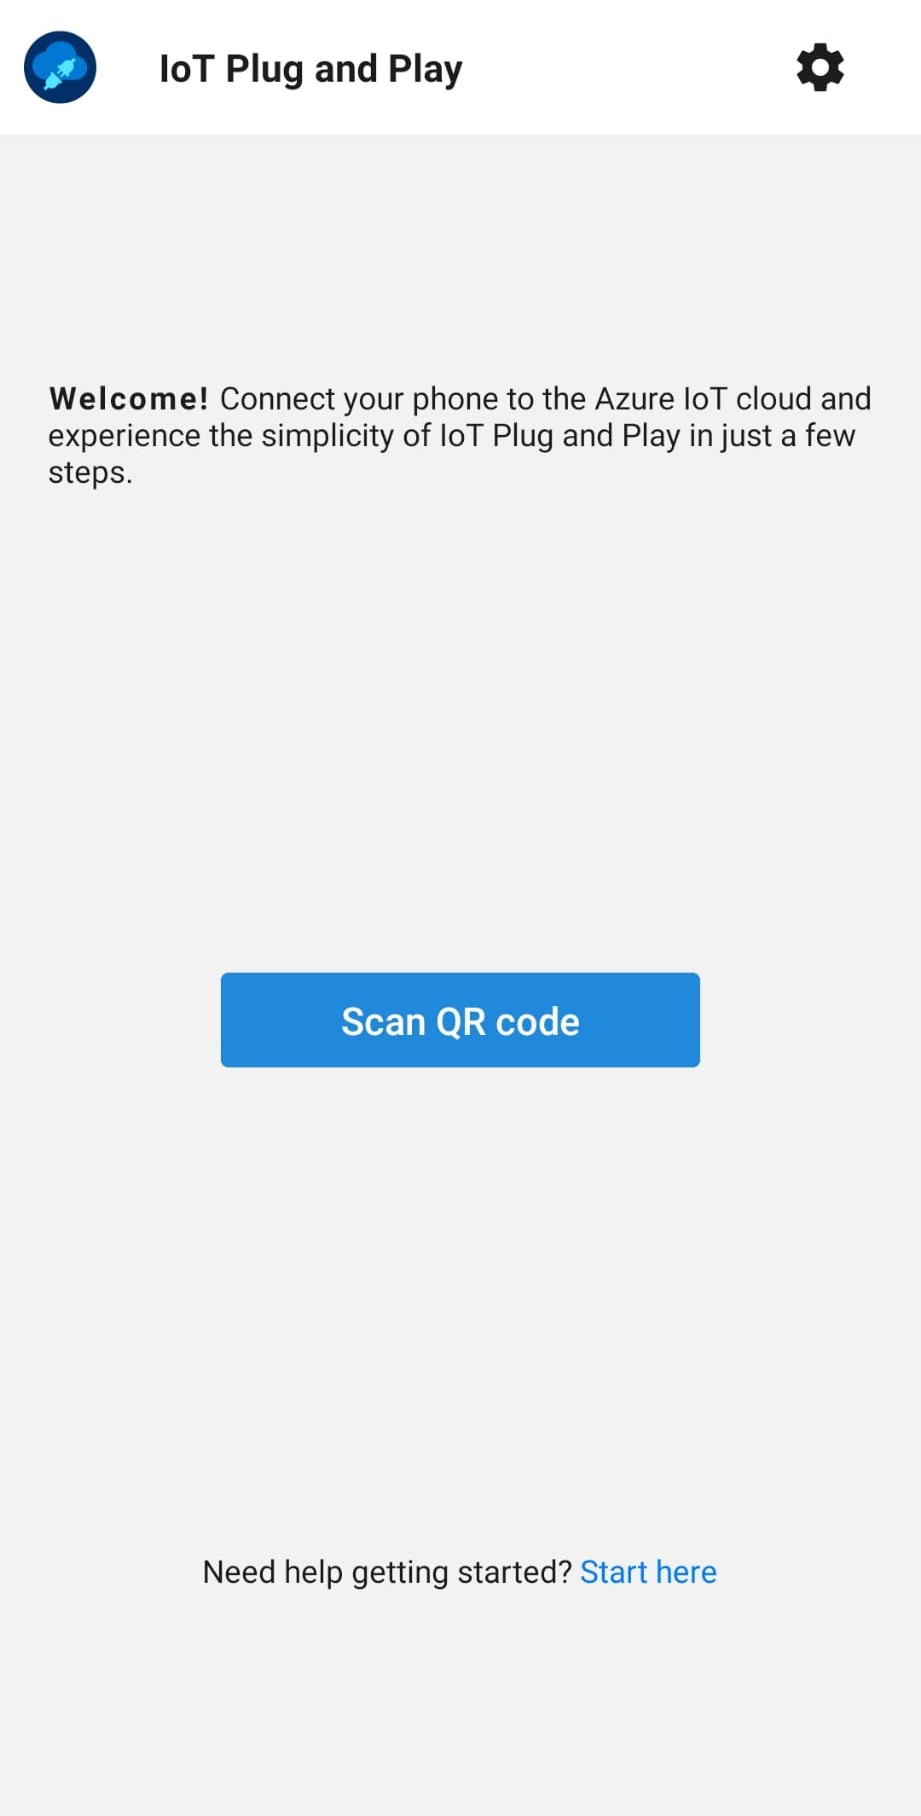 IoT Plug and Play
Welcome! Connect your phone to the Azure IoT cloud and
experience the simplicity of IoT Plug and Play in just a few
steps.
Scan QR code
Need help getting started? Start here